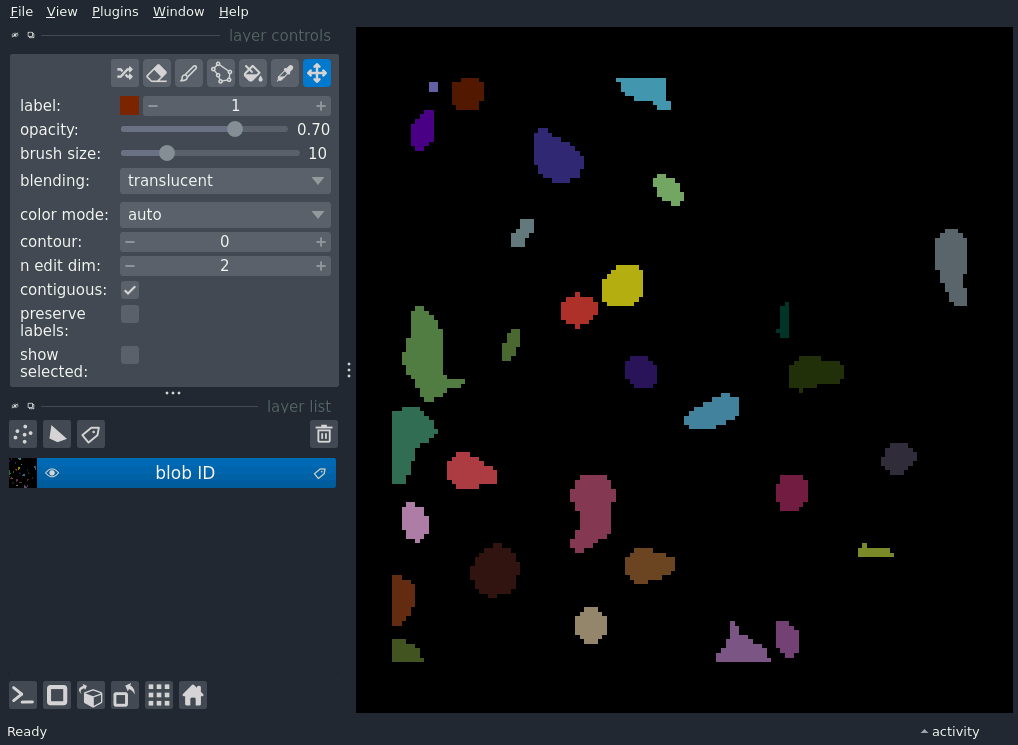 File View Plugins Window Help
layer controls
label: 1
opacity: 0.70
brush size: 10
blending: translucent
color mode: auto
contour: 0
n edit dim: 2
contiguous:
preserve
labels:
show
selected:
layer list
blob ID
Ready
activity